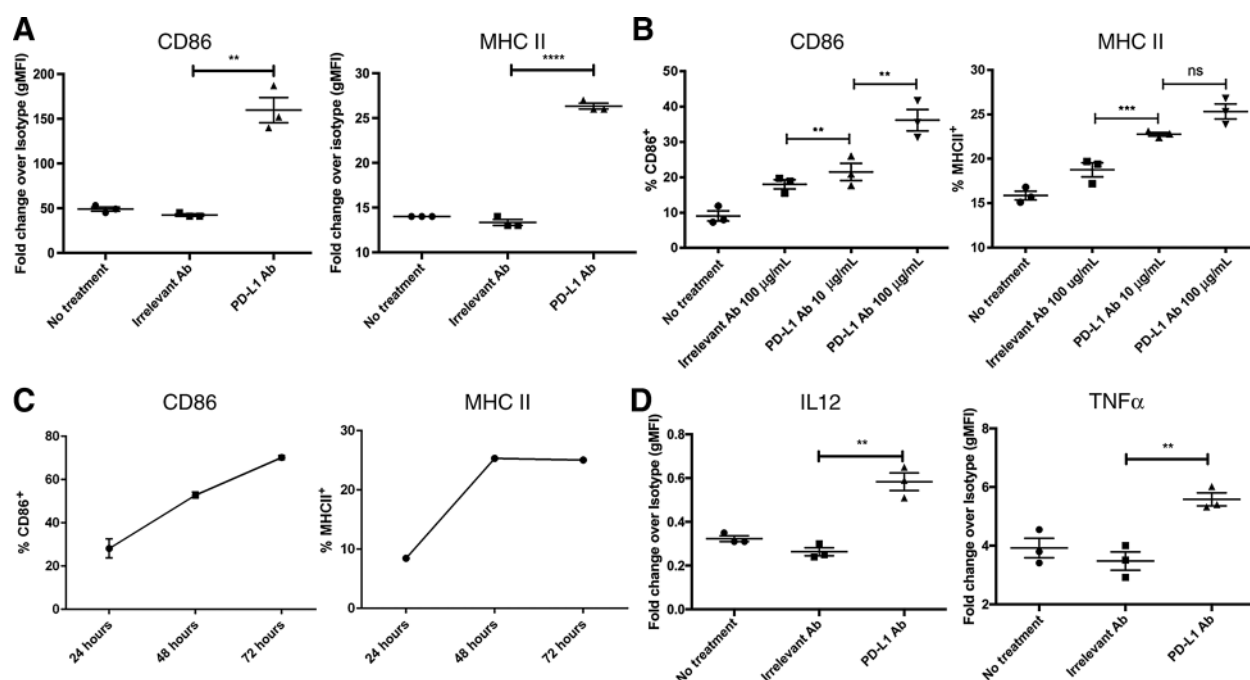 A
CD86
Fold change over Isotype (gMFI)
200
150
100
50
0
**
No treatment
Irrelevant Ab
PD-L1 Ab
MHC II
Fold change over Isotype (gMFI)
30
25
20
15
10
****
No treatment
Irrelevant Ab
PD-L1 Ab
B
CD86
% CD86+
50
40
30
20
10
0
**
**
No treatment
Irrelevant Ab 100 μg/mL
PD-L1 Ab 10 μg/mL
PD-L1 Ab 100 μg/mL
MHC II
% MHCII+
30
25
20
15
10
***
ns
No treatment
Irrelevant Ab 100 ug/mL
PD-L1 Ab 10 μg/mL
PD-L1 Ab 100 μg/mL
C
CD86
% CD86+
80
60
40
20
0
24 hours
48 hours
72 hours
MHC II
% MHCII+
30
20
10
0
24 hours
48 hours
72 hours
D
IL12
Fold change over Isotype (gMFI)
0.8
0.6
0.4
0.2
0.0
**
No treatment
Irrelevant Ab
PD-L1 Ab
TNFα
Fold change over Isotype (gMFI)
8
6
4
2
**
No treatment
Irrelevant Ab
PD-L1 Ab